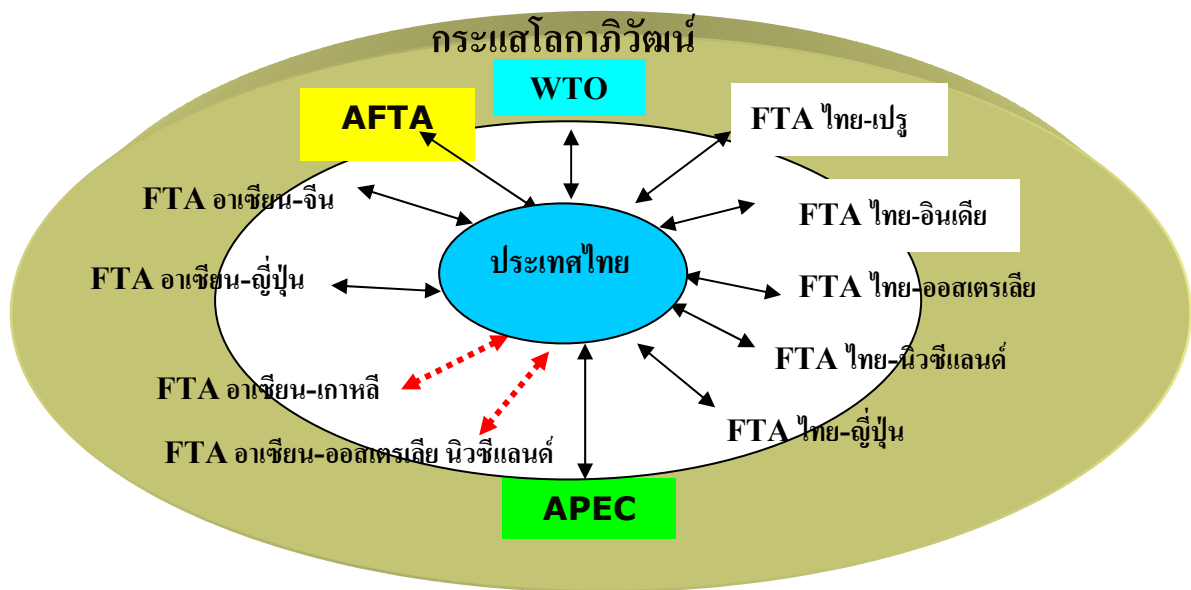 กระแสโลกาภิวัฒน์
WTO
AFTA
FTA ไทย-เปรู
FTA อาเซียน-จีน
FTA ไทย-อินเดีย
ประเทศไทย
FTA อาเซียน-ญี่ปุ่น
FTA ไทย-ออสเตรเลีย
FTA ไทย-นิวซีแลนด์
FTA อาเซียน-เกาหลี
FTA ไทย-ญี่ปุ่น
FTA อาเซียน-ออสเตรเลีย นิวซีแลนด์
APEC